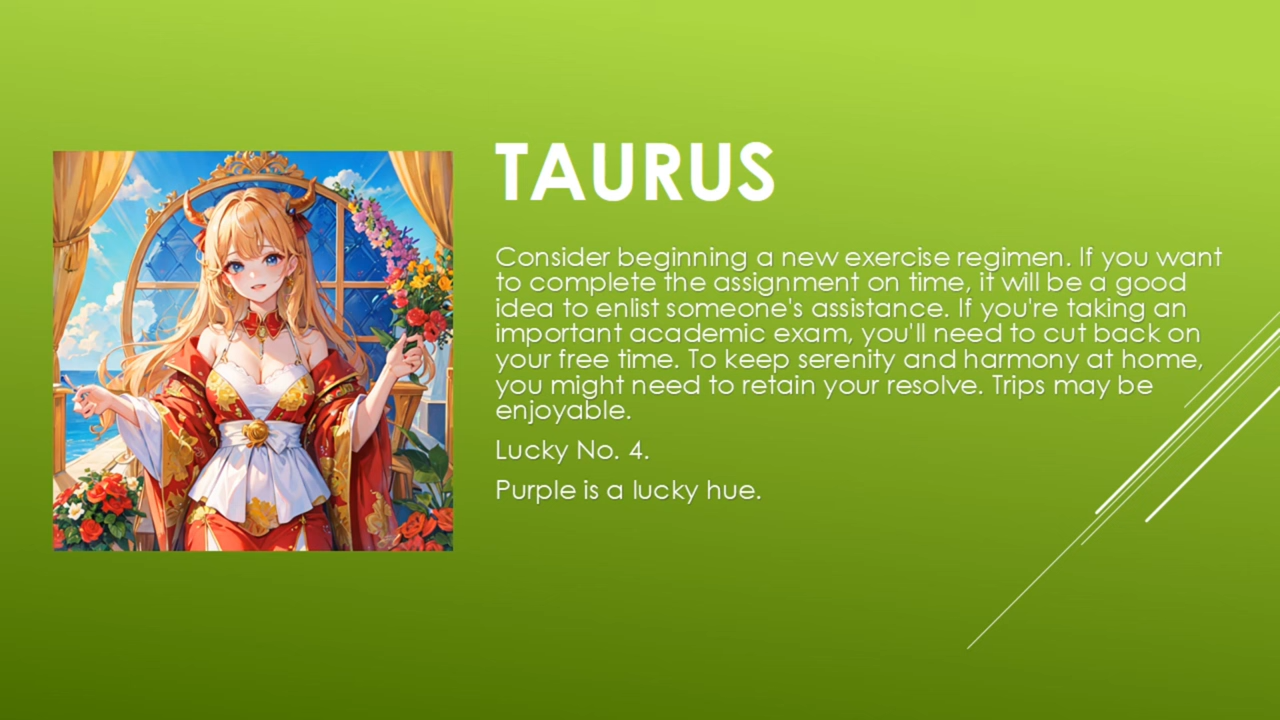 TAURUS
Consider beginning a new exercise regimen. If you want
to complete the assignment on time, it will be a good
idea to enlist someone's assistance. If you're taking an
important academic exam, you'll need to cut back on
your free time. To keep serenity and harmony at home,
you might need to retain your resolve. Trips may be
enjoyable.
Lucky No. 4.
Purple is a lucky hue.